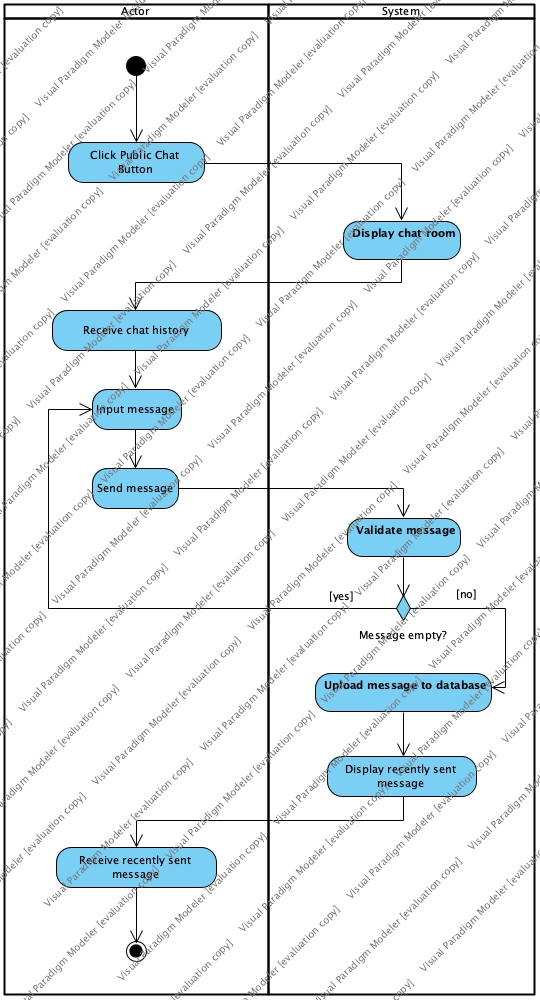 Actor
System
Click Public Chat
Button
Display chat room
Receive chat history
Input message
Send message
Validate message
[yes]
[no]
Message empty?
Upload message to database
Display recently sent
message
Receive recently sent
message
Visual Paradigm Modeler [evaluation copy]